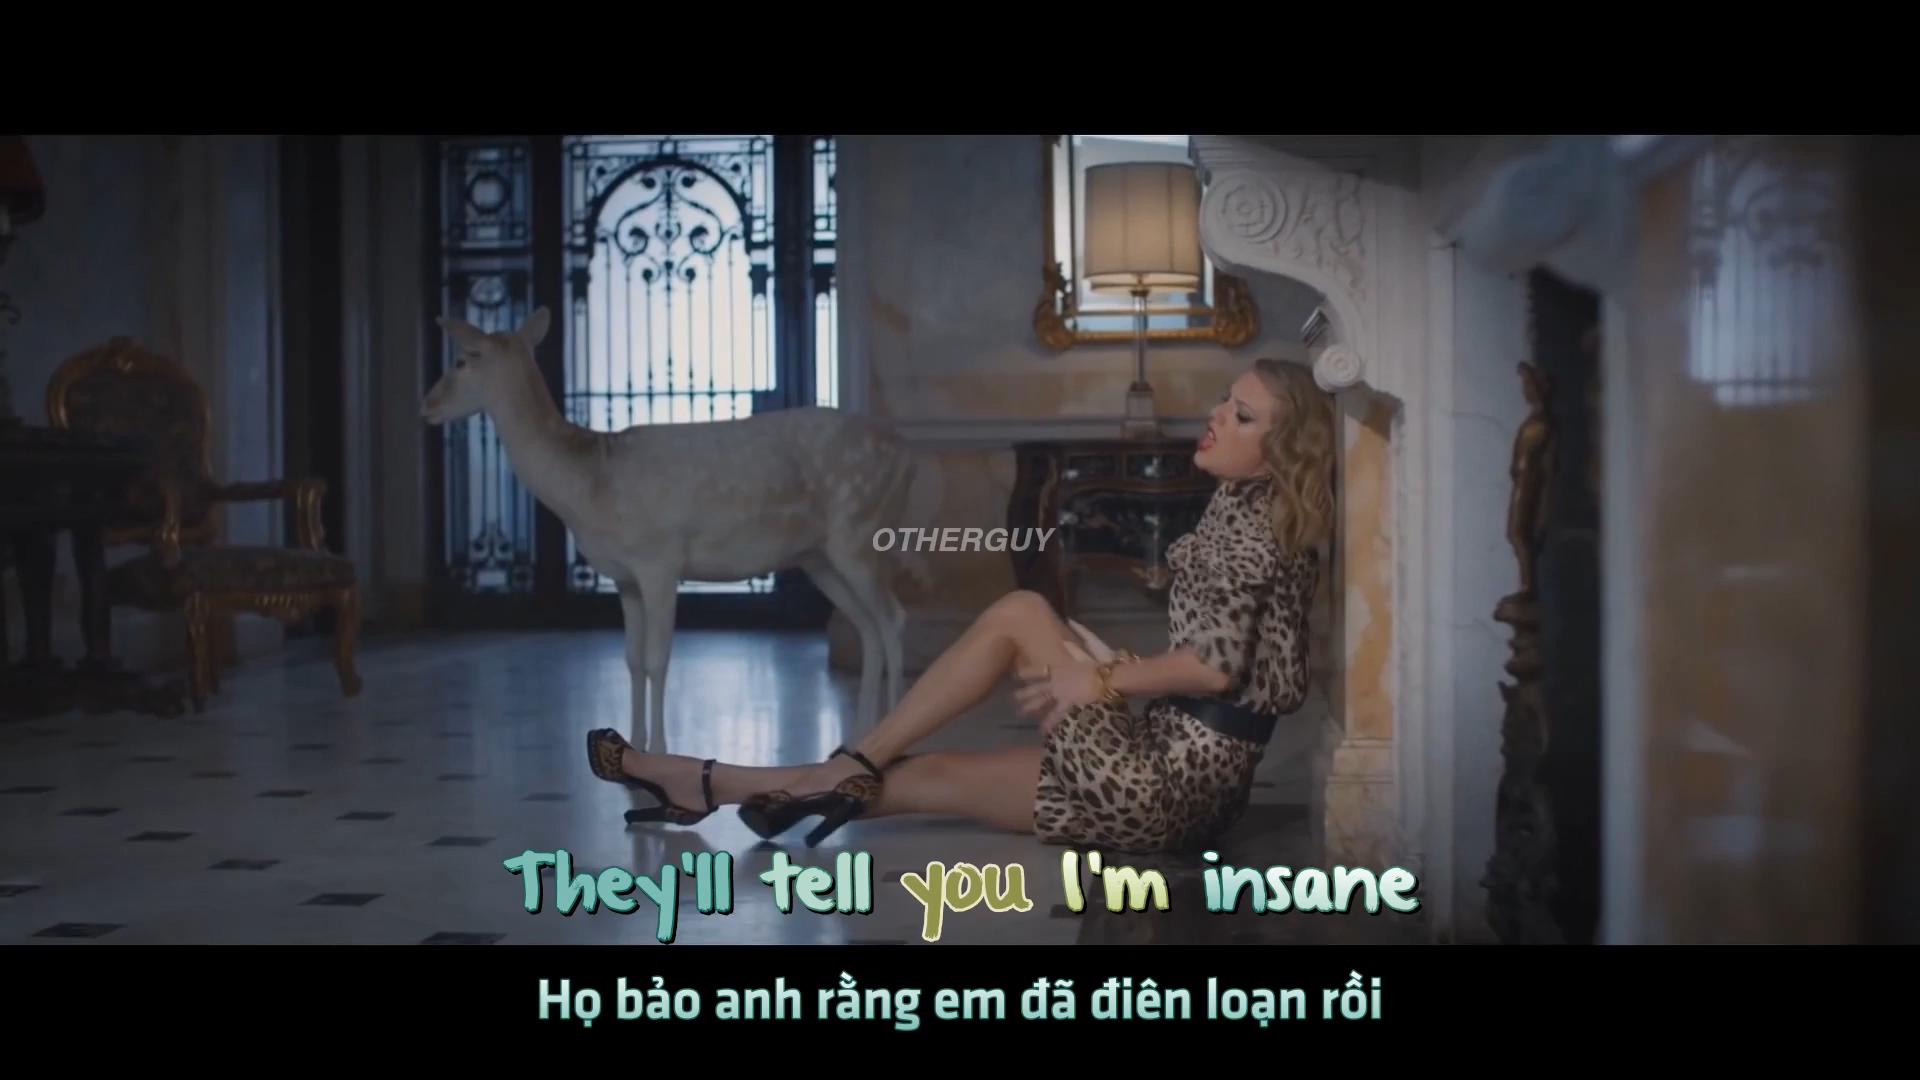 OTHERGUY
They'll tell you I'm insane
Họ bảo anh rằng em đã điên loạn rồi